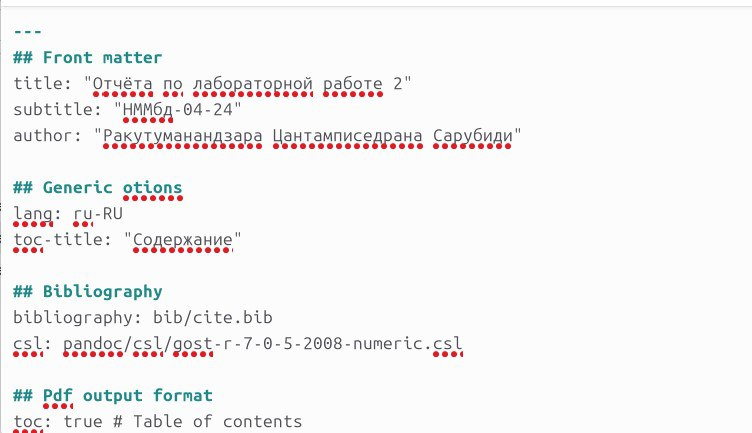 ---
## Front matter
title: "Отчёта по лабораторной работе 2"
subtitle: "НММбд-04-24"
author: "Ракутуманандзара Цантамписедрана Сарубиди"
## Generic otions
lang: ru-RU
toc-title: "Содержание"
## Bibliography
bibliography: bib/cite.bib
csl: pandoc/csl/gost-r-7-0-5-2008-numeric.csl
## Pdf output format
toc: true # Table of contents